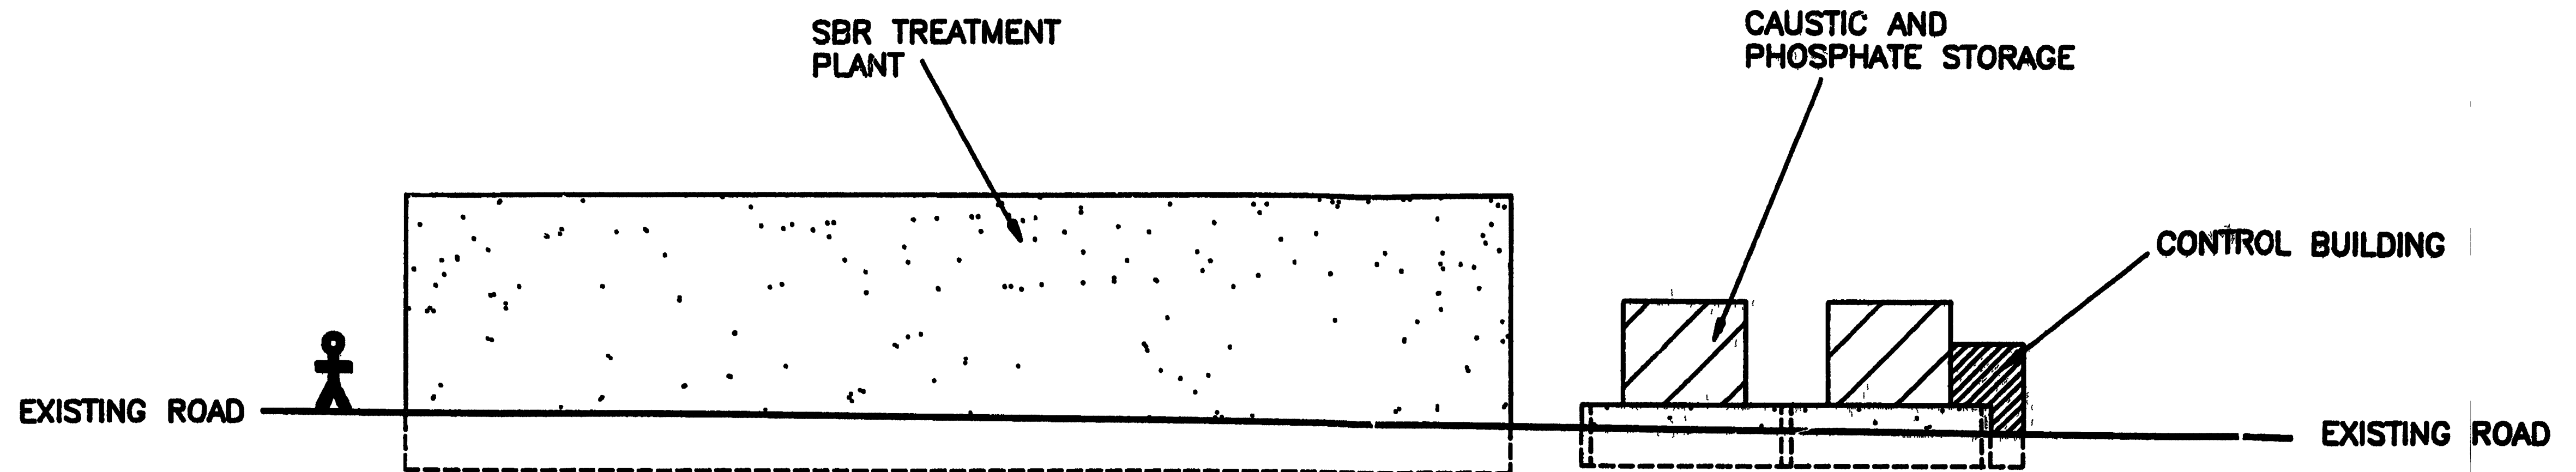 SBR TREATMENT
PLANT
CAUSTIC AND
PHOSPHATE STORAGE
CONTROL BUILDING
EXISTING ROAD
EXISTING ROAD